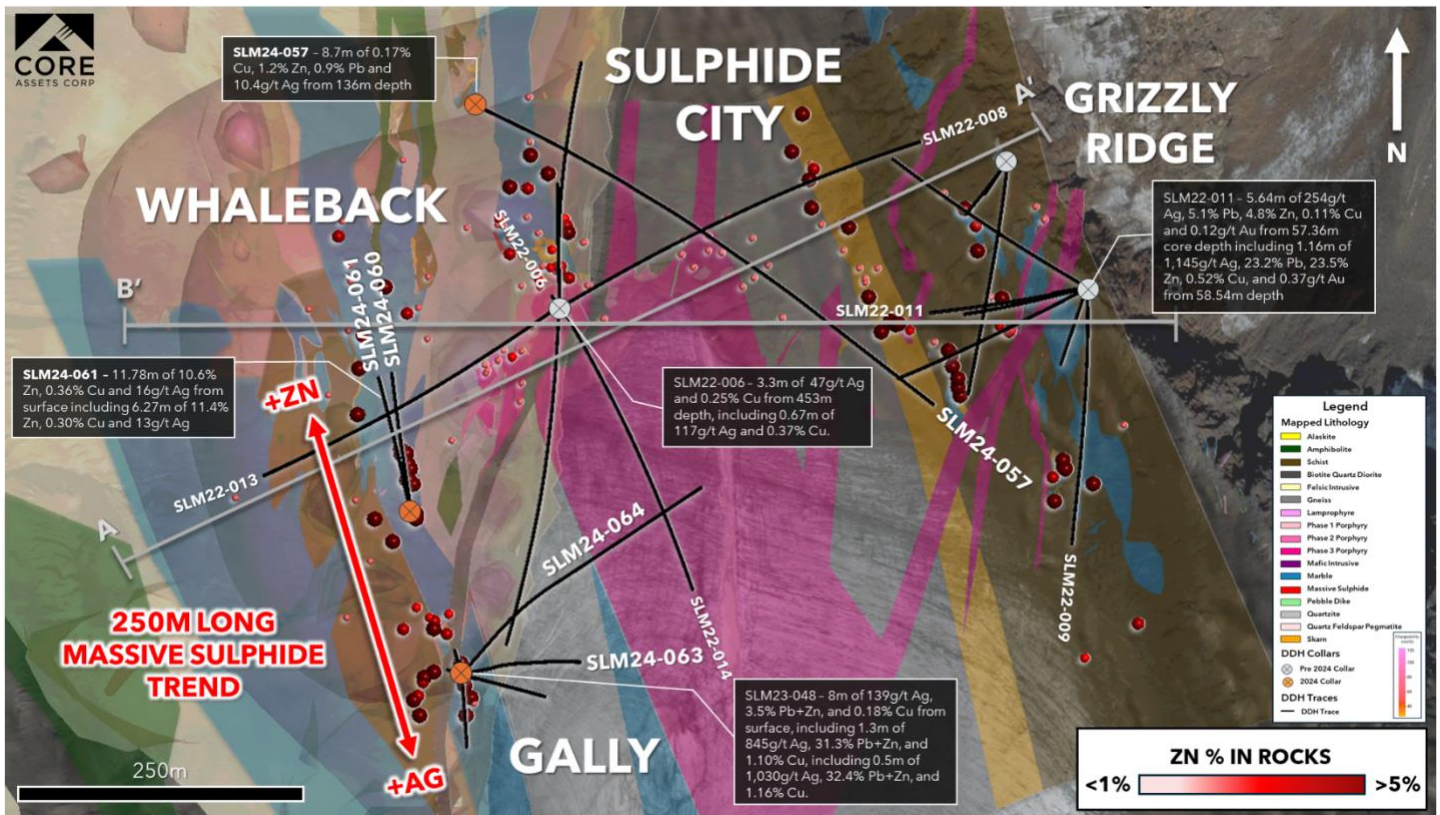 CORE
ASSETS CORP
SLM24-057 – 8.7m of 0.17%
Cu, 1.2% Zn, 0.9% Pb and
10.4g/t Ag from 136m depth
SULPHIDE
CITY
GRIZZLY
RIDGE
N
WHALEBACK
SLM22-008
A'
SLM22-011 – 5.64m of 254g/t
Ag, 5.1% Pb, 4.8% Zn, 0.11% Cu
and 0.12g/t Au from 57.36m
core depth including 1.16m of
1,145g/t Ag, 23.2% Pb, 23.5%
Zn, 0.52% Cu, and 0.37g/t Au
from 58.54m depth
SLM22-006
SLM24-061
SLM24-060
B'
SLM22-011
SLM24-061 – 11.78m of 10.6%
Zn, 0.36% Cu and 16g/t Ag from
surface including 6.27m of 11.4%
Zn, 0.30% Cu and 13g/t Ag
+ZN
SLM22-006 – 3.3m of 47g/t Ag
and 0.25% Cu from 453m
depth, including 0.67m of
117g/t Ag and 0.37% Cu.
SLM24-057
SLM22-013
A
SLM24-064
SLM22-009
SLM22-014
SLM24-063
250M LONG
MASSIVE SULPHIDE
TREND
+AG
GALLY
SLM23-048 – 8m of 139g/t Ag,
3.5% Pb+Zn, and 0.18% Cu from
surface, including 1.3m of
845g/t Ag, 31.3% Pb+Zn, and
1.10% Cu, including 0.5m of
1,030g/t Ag, 32.4% Pb+Zn, and
1.16% Cu.
250m
Legend
Mapped Lithology
Alaskite
Amphibolite
Schist
Biotite Quartz Diorite
Felsic Intrusive
Gneiss
Lamprophyre
Phase 1 Porphyry
Phase 2 Porphyry
Phase 3 Porphyry
Mafic Intrusive
Marble
Massive Sulphide
Pebble Dike
Quartzite
Quartz Feldspar Pegmatite
Skarn
DDH Collars
Pre 2024 Collar
2024 Collar
DDH Traces
DDH Trace
ZN % IN ROCKS
<1%
>5%